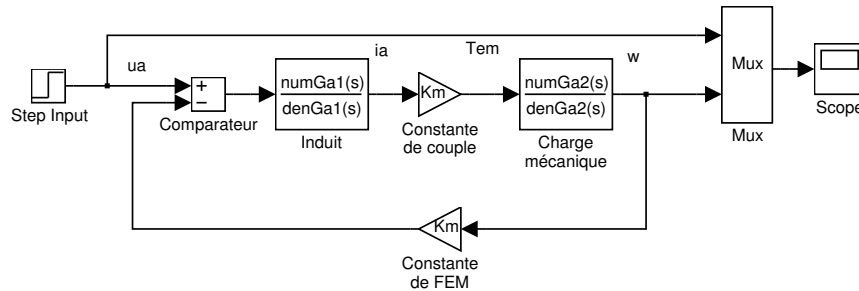 ia
Tem
w
ua
Step Input
+
−
Comparateur
numGa1(s)
denGa1(s)
Induit
Km
Constante
de couple
numGa2(s)
denGa2(s)
Charge
mécanique
Mux
Mux
Scope
Km
Constante
de FEM